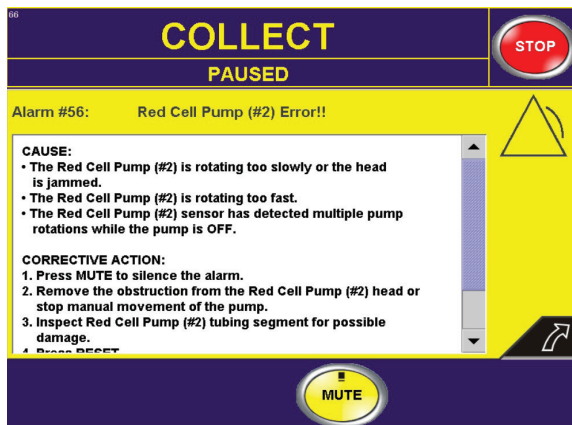 66
COLLECT
STOP
PAUSED
Alarm #56: Red Cell Pump (#2) Error!!
CAUSE:
• The Red Cell Pump (#2) is rotating too slowly or the head
is jammed.
• The Red Cell Pump (#2) is rotating too fast.
• The Red Cell Pump (#2) sensor has detected multiple pump
rotations while the pump is OFF.
CORRECTIVE ACTION:
1. Press MUTE to silence the alarm.
2. Remove the obstruction from the Red Cell Pump (#2) head or
stop manual movement of the pump.
3. Inspect Red Cell Pump (#2) tubing segment for possible
damage.
4. Press RESET
MUTE